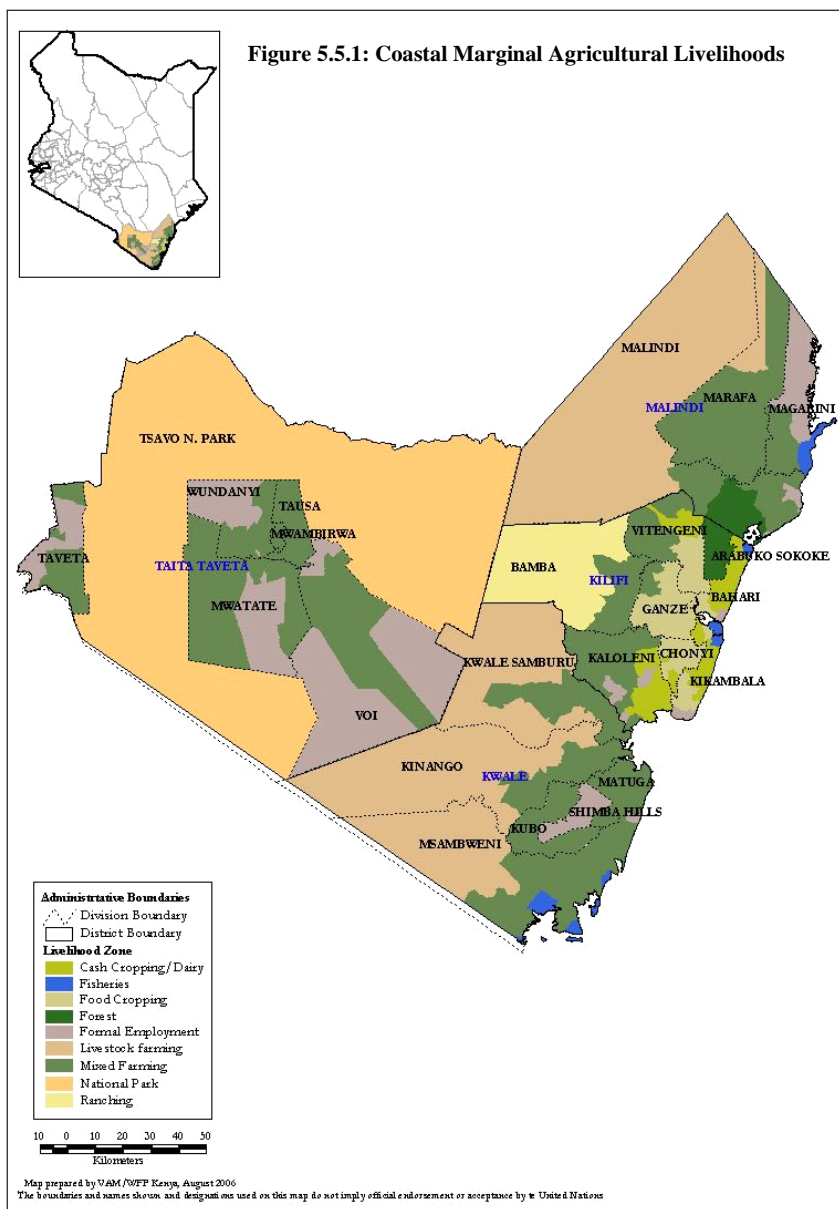 Figure 5.5.1: Coastal Marginal Agricultural Livelihoods
MALINDI
MARAFA
MALINDI
MAGARINI
TSAVO N. PARK
WUNDANYI
TAUSA
MWAMBIRWA
VITENGENI
TAVETA
TAITA TAVETA
BAMBA
KILIFI
ARABUKO SOKOKE
BAHARI
MWATATE
GANZE
KWALE SAMBURU
KALOLENI
CHONYI
KIKAMBALA
VOI
KINANGO
KWALE
MATUGA
SHIMBA HILLS
KUBO
MSAMBWENI
Administrtative Boundaries
Division Boundary
District Boundary
Livelihood Zone
Cash Cropping/Dairy
Fisheries
Food Cropping
Forest
Formal Employment
Livestock farming
Mixed Farming
National Park
Ranching
10 0 10 20 30 40 50
Kilometers
Map prepared by VAM/WFP Kenya, August 2006
The boundaries and names shown and designations used on this map do not imply official endorsement or acceptance by te United Nations